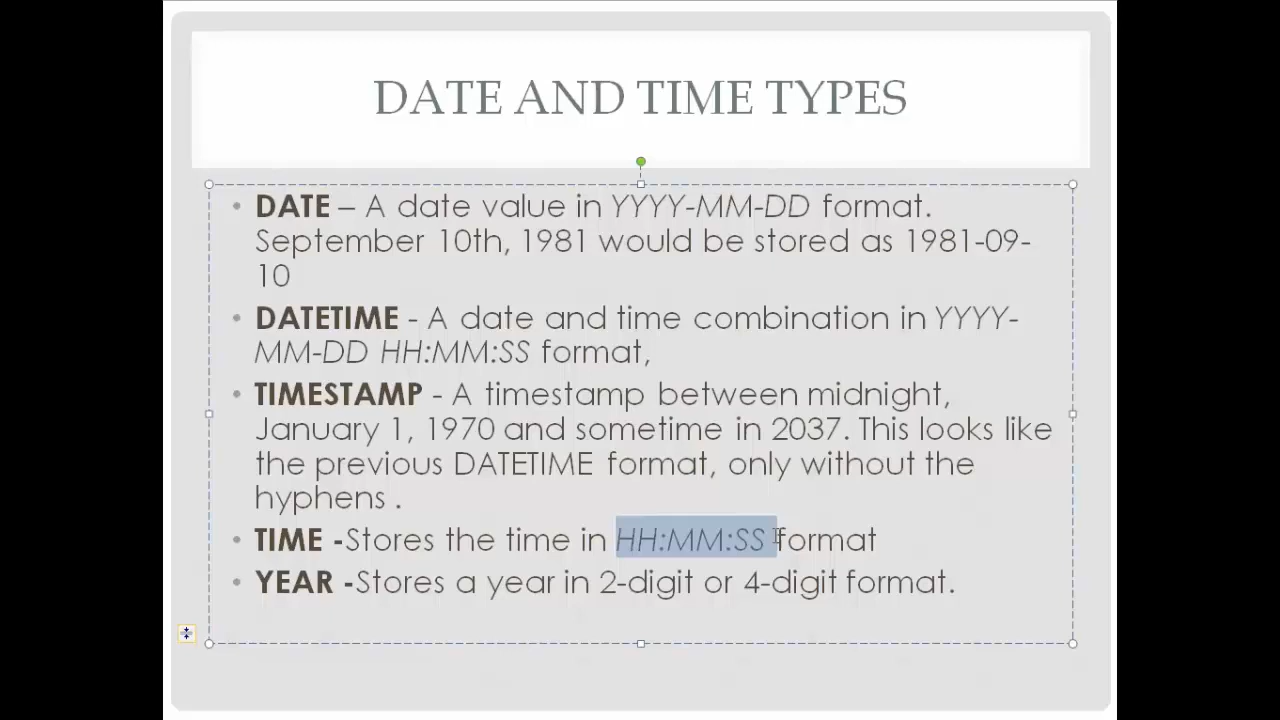 DATE AND TIME TYPES
• DATE – A date value in YYYY-MM-DD format.
September 10th, 1981 would be stored as 1981-09-
10
• DATETIME - A date and time combination in YYYY-
MM-DD HH:MM:SS format,
• TIMESTAMP - A timestamp between midnight,
January 1, 1970 and sometime in 2037. This looks like
the previous DATETIME format, only without the
hyphens .
• TIME -Stores the time in HH:MM:SS format
• YEAR -Stores a year in 2-digit or 4-digit format.